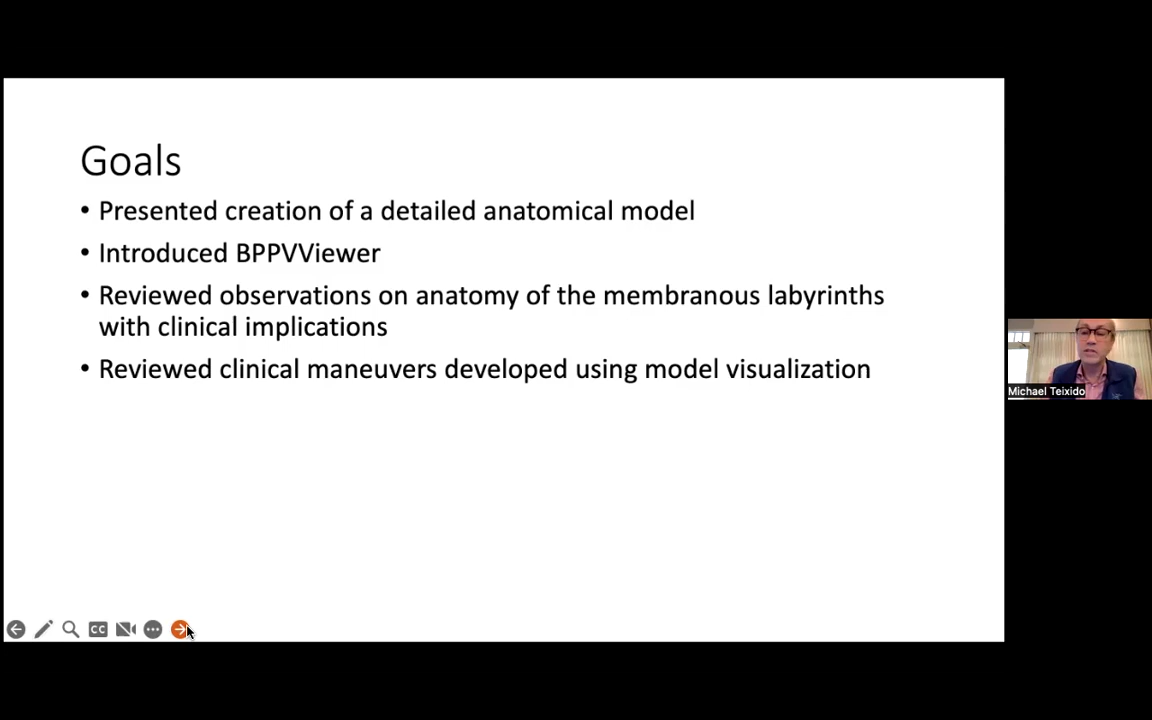 Goals
• Presented creation of a detailed anatomical model
• Introduced BPPVViewer
• Reviewed observations on anatomy of the membranous labyrinths
with clinical implications
• Reviewed clinical maneuvers developed using model visualization
Michael Teixido
CC